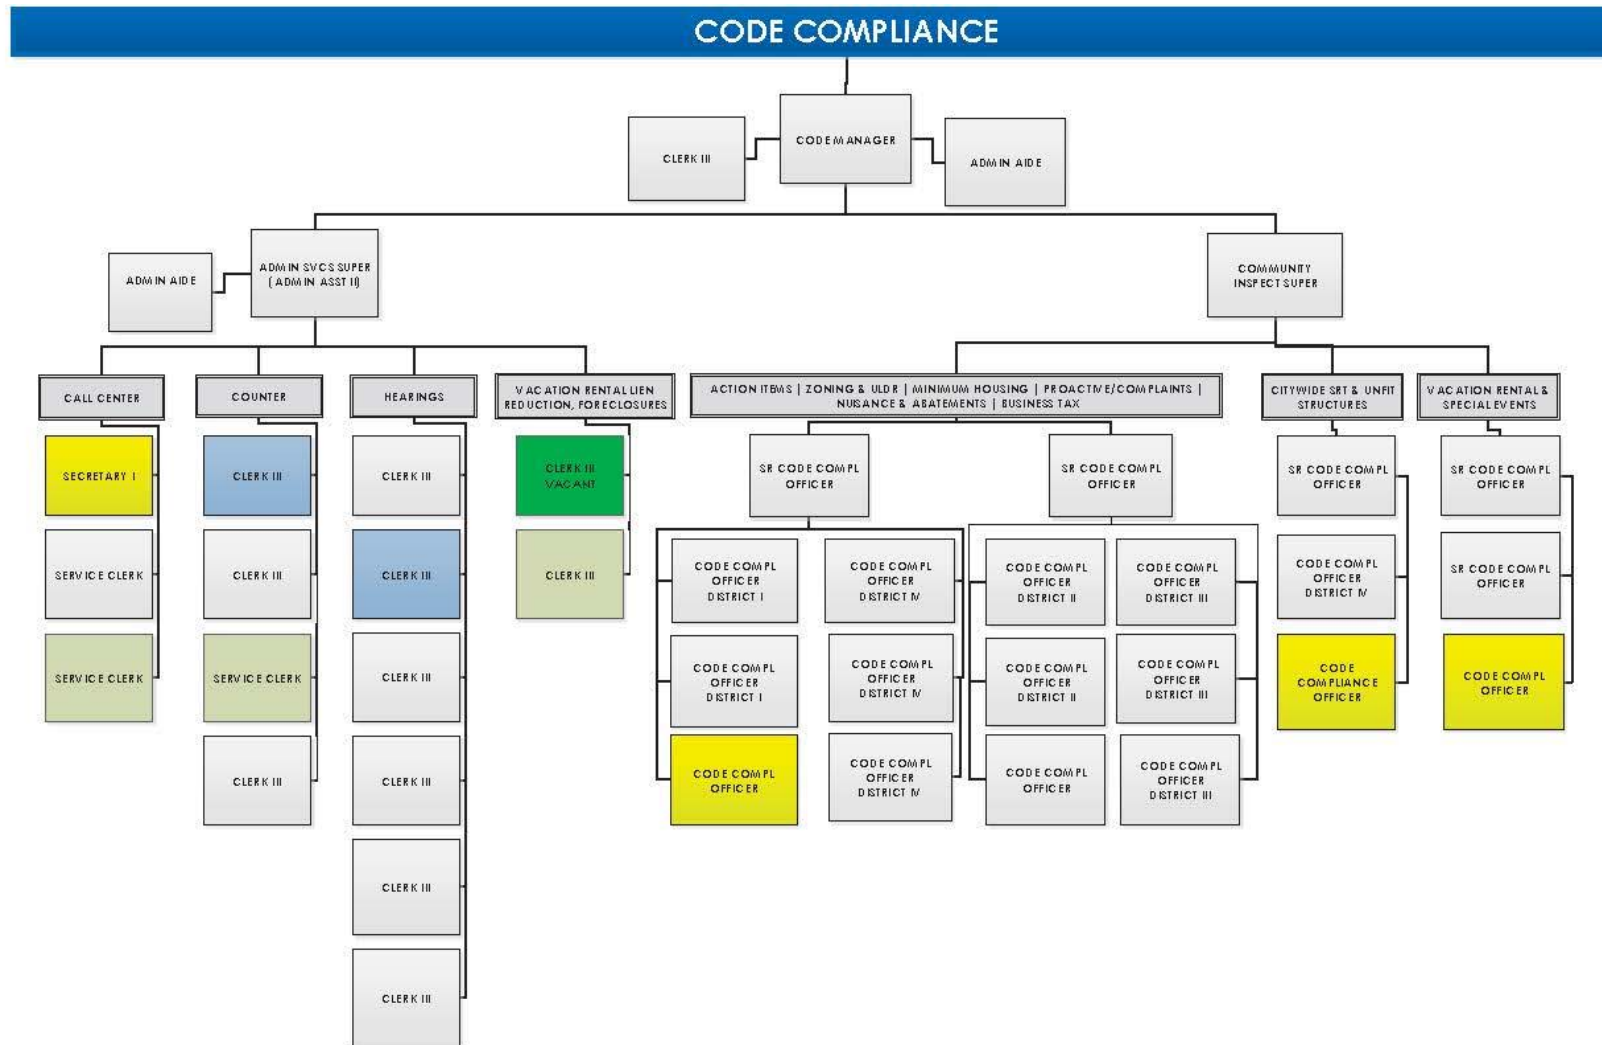 CODE COMPLIANCE
CODE MANAGER
CLERK III
ADMIN AIDE
ADMIN AIDE
ADMIN SVCS SUPER
( ADMIN ASST II)
COMMUNITY
INSPECT SUPER
CALL CENTER
COUNTER
HEARINGS
VACATION RENTAL LIEN
REDUCTION, FORECLOSURES
ACTION ITEMS | ZONING & ULDR | MINIMUM HOUSING | PROACTIVE/COMPLAINTS |
NUISANCE & ABATEMENTS | BUSINESS TAX
CITYWIDE SRT & UNFIT
STRUCTURES
VACATION RENTAL &
SPECIAL EVENTS
SECRETARY I
SERVICE CLERK
SERVICE CLERK
CLERK III
CLERK III
SERVICE CLERK
CLERK III
CLERK III
CLERK III
CLERK III
CLERK III
CLERK III
CLERK III
CLERK III
VACANT
CLERK III
SR CODE COMPL
OFFICER
CODE COMPL
OFFICER
DISTRICT I
CODE COMPL
OFFICER
DISTRICT IV
CODE COMPL
OFFICER
DISTRICT I
CODE COMPL
OFFICER
DISTRICT IV
CODE COMPL
OFFICER
CODE COMPL
OFFICER
DISTRICT IV
SR CODE COMPL
OFFICER
CODE COMPL
OFFICER
DISTRICT II
CODE COMPL
OFFICER
DISTRICT III
CODE COMPL
OFFICER
DISTRICT II
CODE COMPL
OFFICER
DISTRICT III
CODE COMPL
OFFICER
CODE COMPL
OFFICER
DISTRICT III
SR CODE COMPL
OFFICER
CODE COMPL
OFFICER
DISTRICT IV
CODE
COMPLIANCE
OFFICER
SR CODE COMPL
OFFICER
SR CODE COMPL
OFFICER
CODE COMPL
OFFICER